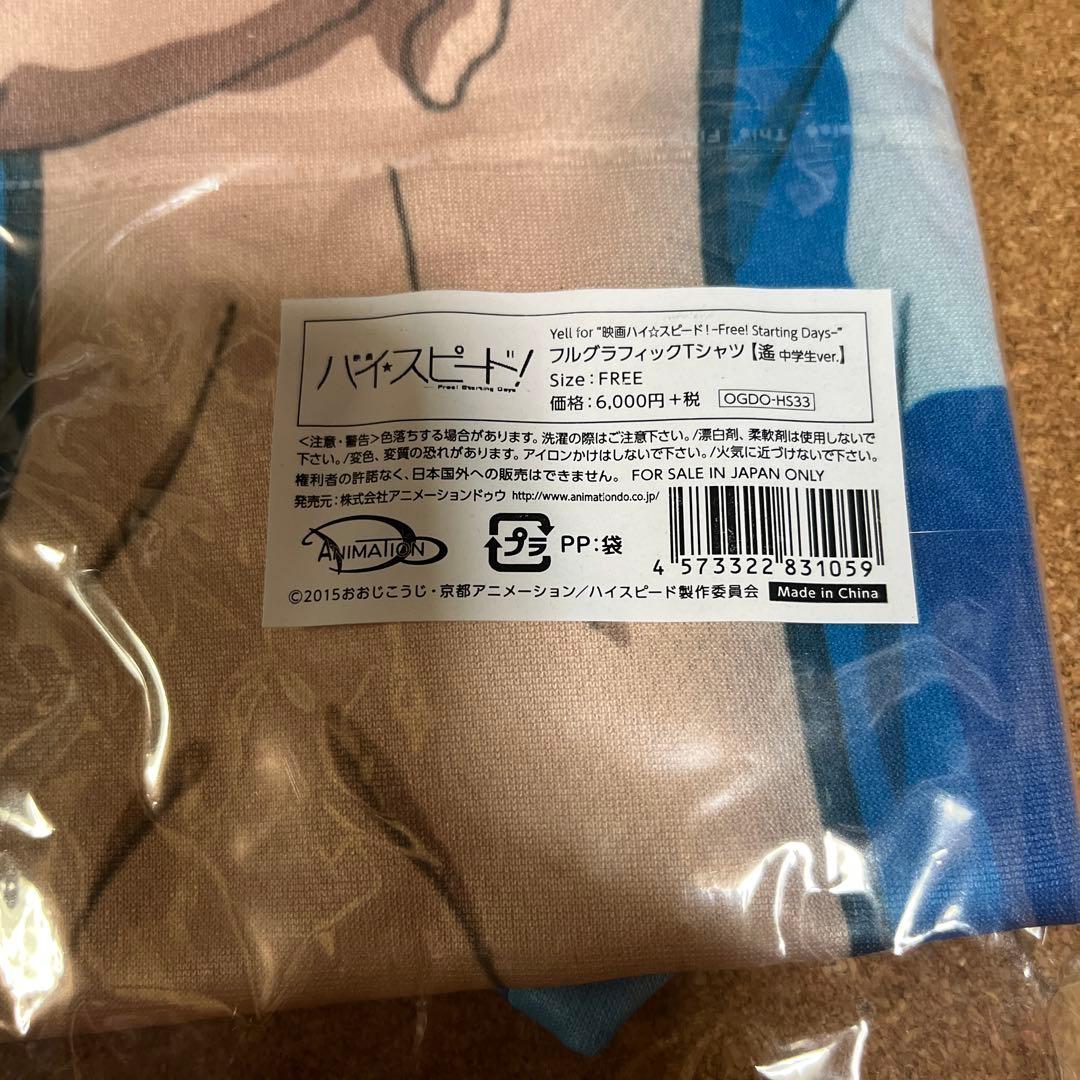 Yell for "映画ハイ☆スピード！-Free! Starting Days-"
映画
ハイ☆スピード！
Free! Starting Days
フルグラフィックTシャツ【遙 中学生ver.】
Size：FREE
価格：6,000円＋税 OGDO-HS33
＜注意・警告＞色落ちする場合があります。洗濯の際はご注意下さい。/漂白剤、柔軟剤は使用しないで
下さい。/変色、変質の恐れがあります。アイロンかけはしないで下さい。/火気に近づけないで下さい。
権利者の許諾なく、日本国外への販売はできません。 FOR SALE IN JAPAN ONLY
発売元：株式会社アニメーションドゥウ http://www.animationdo.co.jp/
ANIMATION プラ PP：袋
4 573322 831059
©2015おおじこうじ・京都アニメーション／ハイスピード製作委員会 Made in China